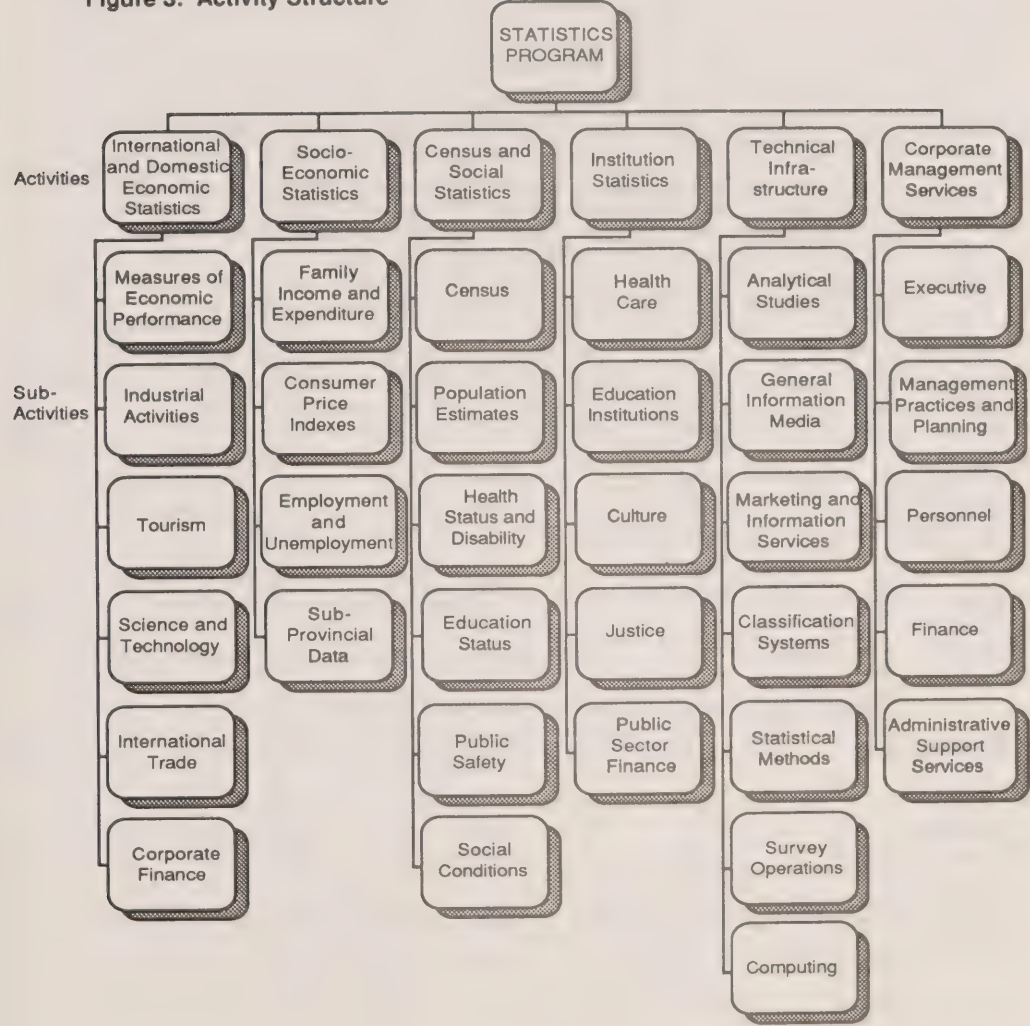 Figure 3: Activity Structure
STATISTICS
PROGRAM
Activities
International
and Domestic
Economic
Statistics
Socio-
Economic
Statistics
Census and
Social
Statistics
Institution
Statistics
Technical
Infra-
structure
Corporate
Management
Services
Sub-
Activities
Measures of
Economic
Performance
Industrial
Activities
Tourism
Science and
Technology
International
Trade
Corporate
Finance
Family
Income and
Expenditure
Consumer
Price
Indexes
Employment
and
Unemployment
Sub-
Provincial
Data
Census
Population
Estimates
Health
Status and
Disability
Education
Status
Public
Safety
Social
Conditions
Health
Care
Education
Institutions
Culture
Justice
Public
Sector
Finance
Analytical
Studies
General
Information
Media
Marketing and
Information
Services
Classification
Systems
Statistical
Methods
Survey
Operations
Computing
Executive
Management
Practices and
Planning
Personnel
Finance
Administrative
Support
Services